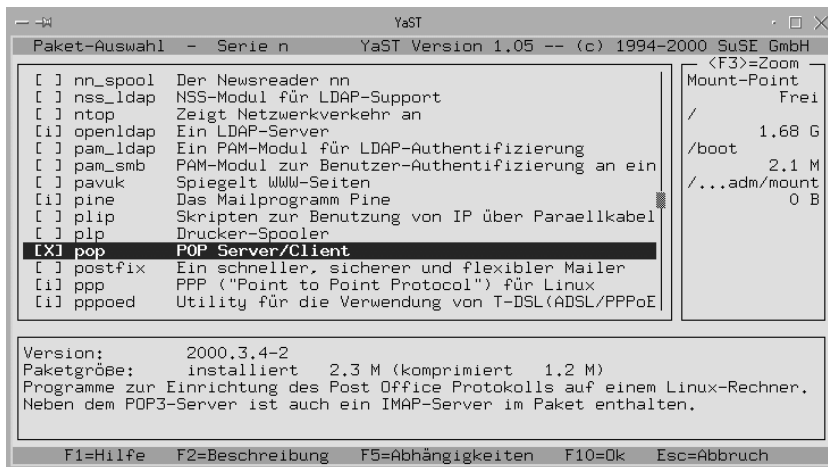 YaST
Paket-Auswahl - Serie n YaST Version 1.05 -- (c) 1994-2000 SuSE GmbH
<F3>=Zoom
[ ] nn_spool Der Newsreader nn
[ ] nss_ldap NSS-Modul für LDAP-Support
[ ] ntop Zeigt Netzwerkverkehr an
[i] openldap Ein LDAP-Server
[ ] pam_ldap Ein PAM-Modul für LDAP-Authentifizierung
[ ] pam_smb PAM-Modul zur Benutzer-Authentifizierung an ein
[ ] pavuk Spiegelt WWW-Seiten
[i] pine Das Mailprogramm Pine
[ ] plip Skripten zur Benutzung von IP über Paraellkabel
[ ] plp Drucker-Spooler
[X] pop POP Server/Client
[ ] postfix Ein schneller, sicherer und flexibler Mailer
[i] ppp PPP ("Point to Point Protocol") für Linux
[i] pppoed Utility für die Verwendung von T-DSL(ADSL/PPPoE
Mount-Point
Frei
/
1.68 G
/boot
2.1 M
/...adm/mount
0 B
Version: 2000.3.4-2
Paketgröße: installiert 2.3 M (komprimiert 1.2 M)
Programme zur Einrichtung des Post Office Protokolls auf einem Linux-Rechner.
Neben dem POP3-Server ist auch ein IMAP-Server im Paket enthalten.
F1=Hilfe F2=Beschreibung F5=Abhängigkeiten F10=Ok Esc=Abbruch